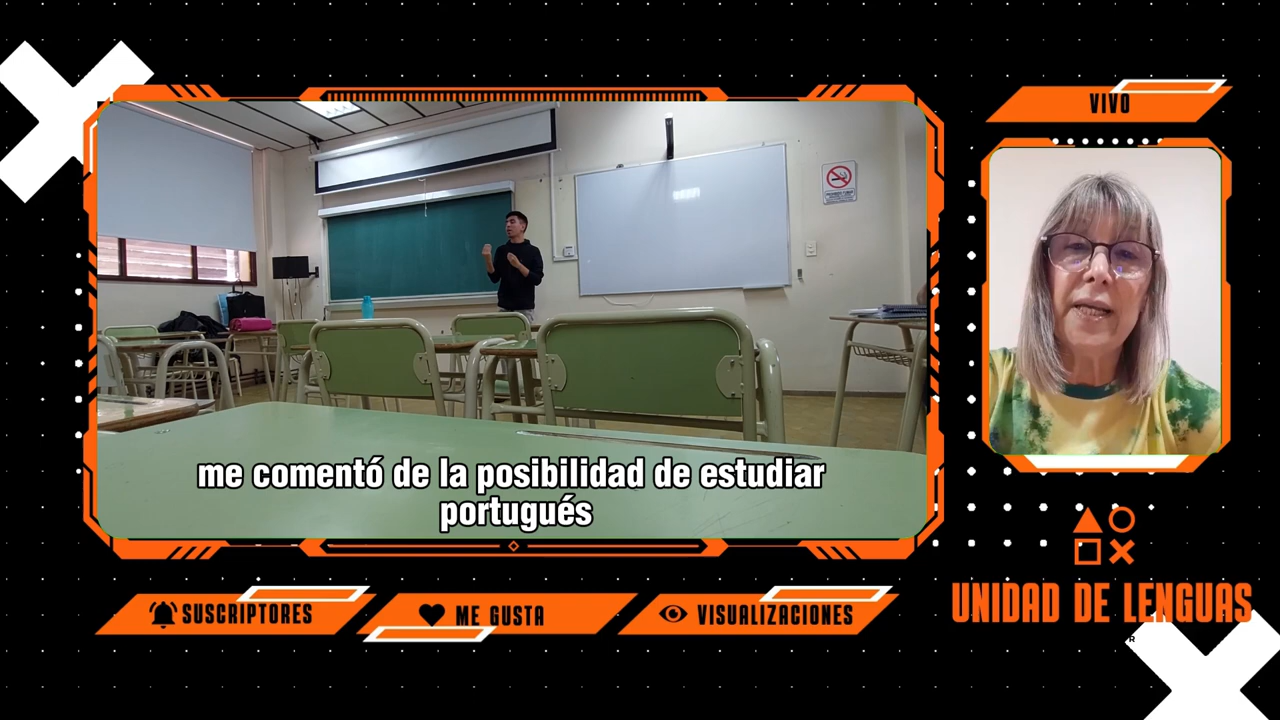 VIVO
me comentó de la posibilidad de estudiar
portugués
SUSCRIPTORES
ME GUSTA
VISUALIZACIONES
UNIDAD DE LENGUAS